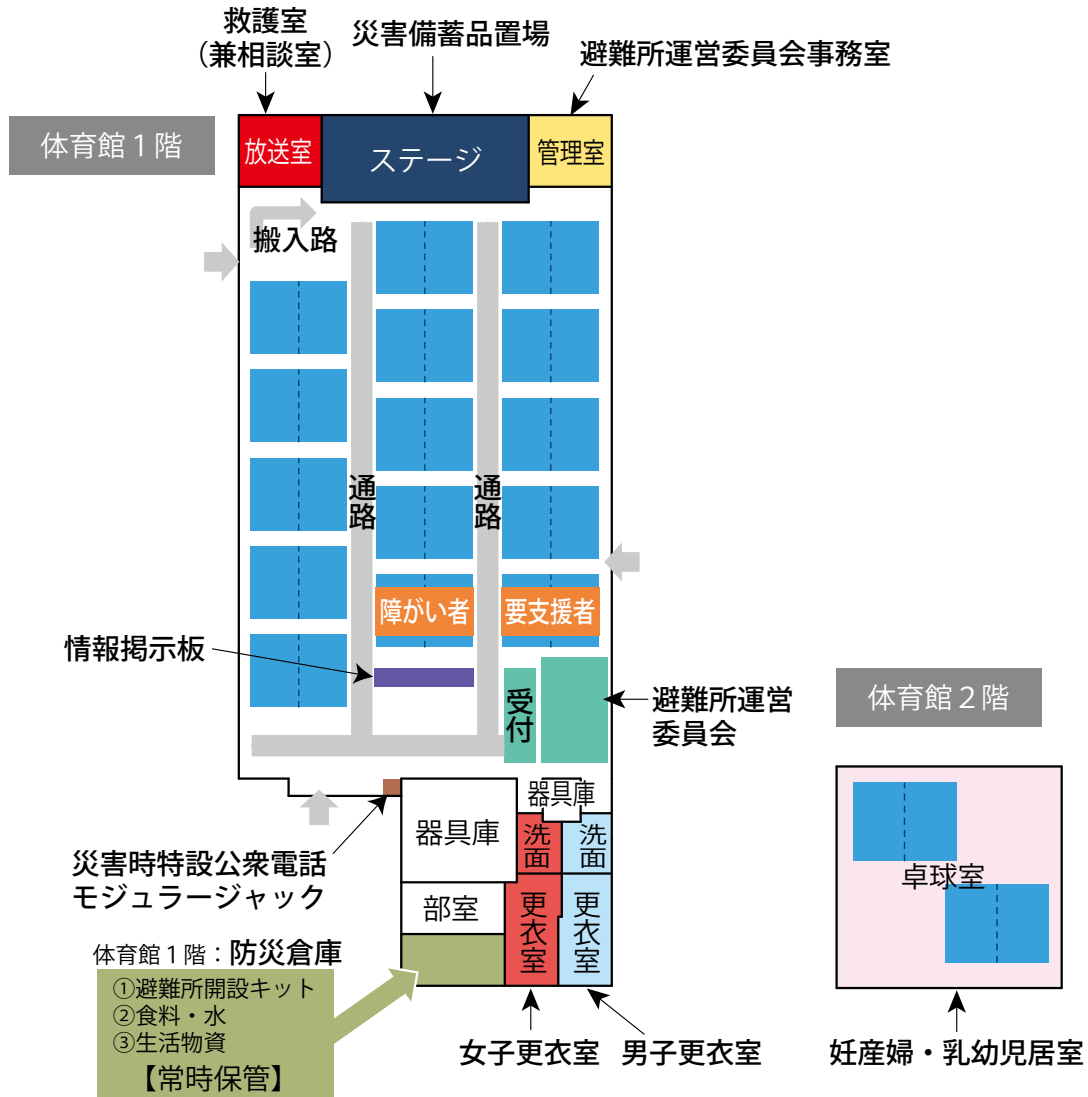 救護室
（兼相談室）
災害備蓄品置場
避難所運営委員会事務室
体育館１階
放送室
ステージ
管理室
搬入路
通路
通路
障がい者
要支援者
情報掲示板
受付
避難所運営
委員会
体育館２階
器具庫
器具庫
洗面
洗面
災害時特設公衆電話
モジュラージャック
卓球室
部室
更衣室
更衣室
体育館１階：防災倉庫
①避難所開設キット
②食料・水
③生活物資
【常時保管】
女子更衣室
男子更衣室
妊産婦・乳幼児居室